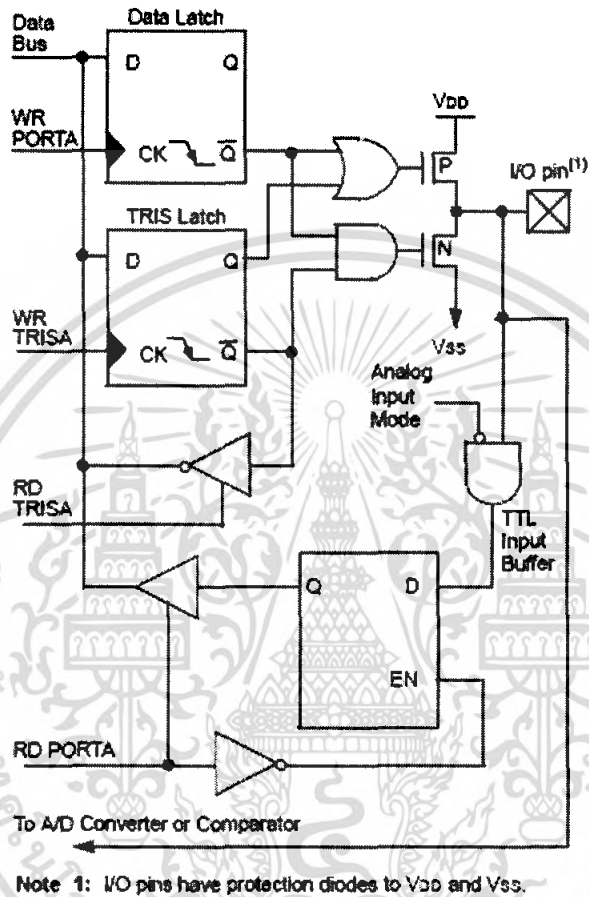 Data Latch
Data
Bus
D
Q
WR
PORTA
CK
Q̅
VDD
P
I/O pin(1)
TRIS Latch
D
Q
N
WR
TRISA
CK
Q̅
VSS
Analog
Input
Mode
RD
TRISA
TTL
Input
Buffer
Q
D
EN
RD PORTA
To A/D Converter or Comparator
Note 1: I/O pins have protection diodes to VDD and VSS.